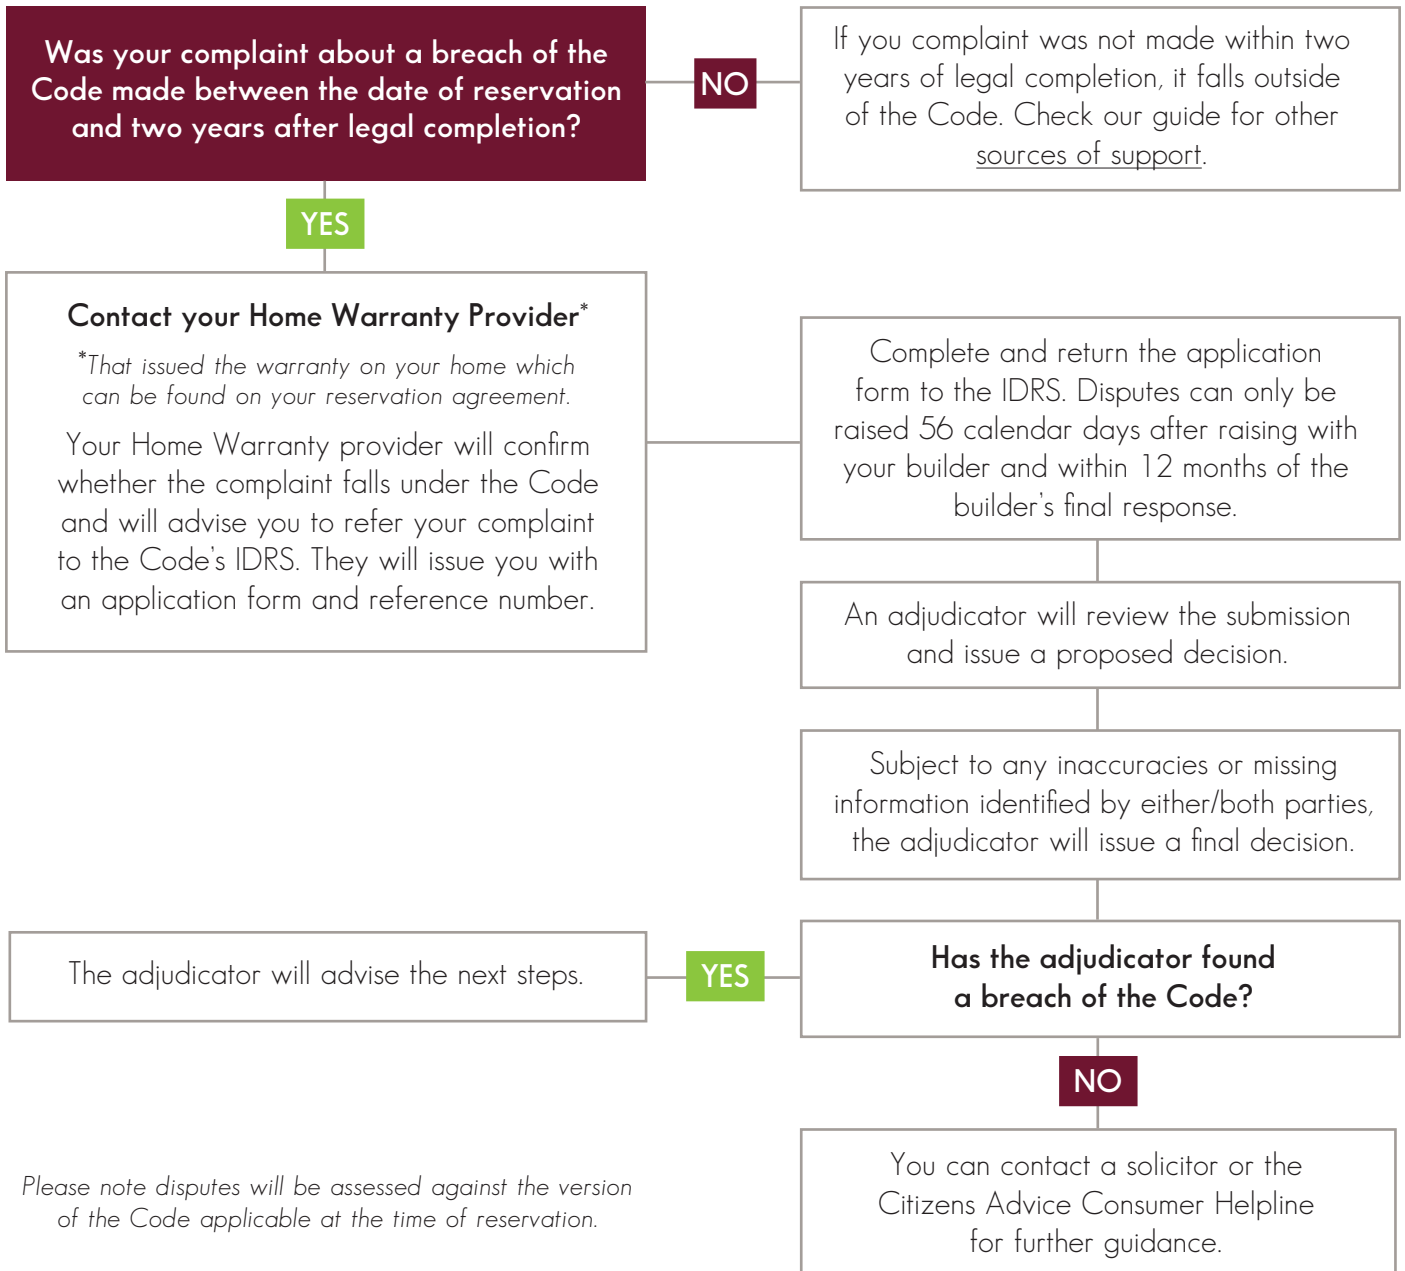 Was your complaint about a breach of the
Code made between the date of reservation
and two years after legal completion?
NO
If you complaint was not made within two
years of legal completion, it falls outside
of the Code. Check our guide for other
sources of support.
YES
Contact your Home Warranty Provider*
*That issued the warranty on your home which
can be found on your reservation agreement.
Your Home Warranty provider will confirm
whether the complaint falls under the Code
and will advise you to refer your complaint
to the Code's IDRS. They will issue you with
an application form and reference number.
Complete and return the application
form to the IDRS. Disputes can only be
raised 56 calendar days after raising with
your builder and within 12 months of the
builder's final response.
An adjudicator will review the submission
and issue a proposed decision.
Subject to any inaccuracies or missing
information identified by either/both parties,
the adjudicator will issue a final decision.
Has the adjudicator found
a breach of the Code?
YES
The adjudicator will advise the next steps.
NO
You can contact a solicitor or the
Citizens Advice Consumer Helpline
for further guidance.
Please note disputes will be assessed against the version
of the Code applicable at the time of reservation.